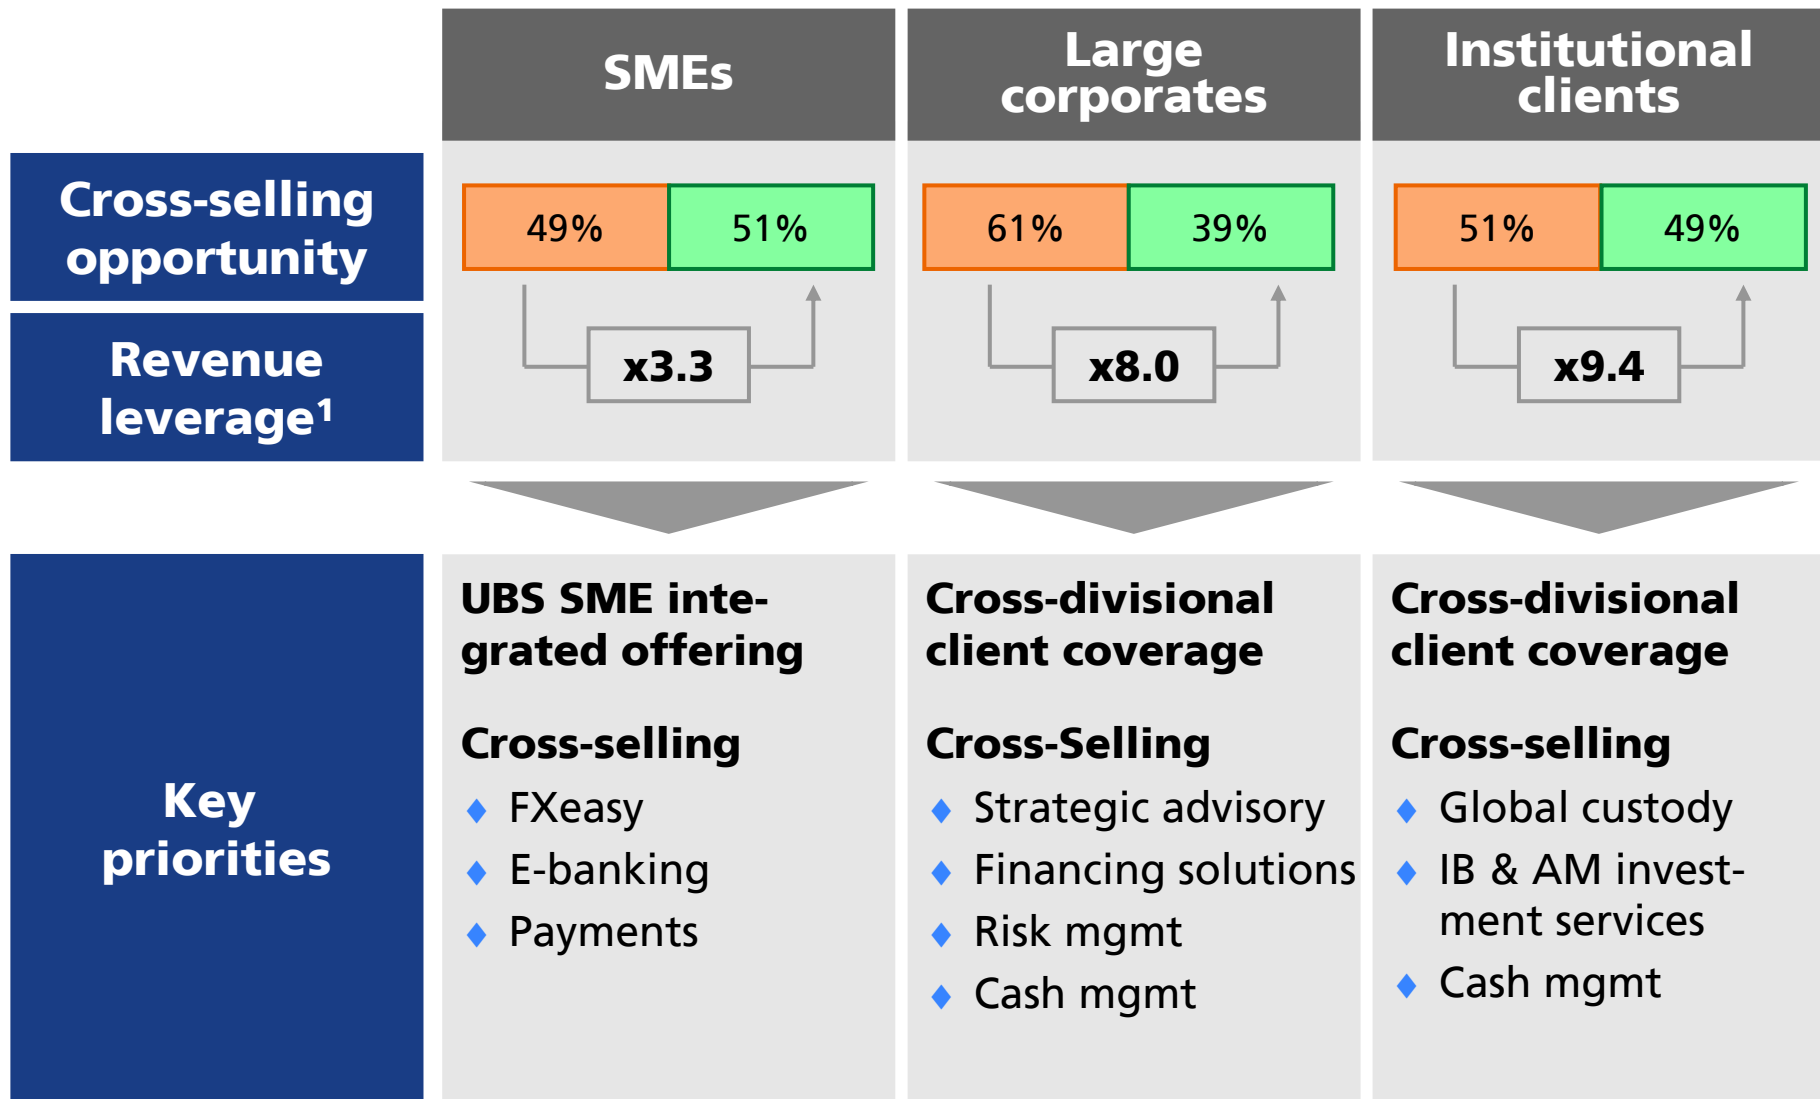 SMEs
Large
corporates
Institutional
clients
Cross-selling
opportunity
49%
51%
61%
39%
51%
49%
Revenue
leverage¹
x3.3
x8.0
x9.4
Key
priorities
UBS SME inte-
grated offering
Cross-selling
♦ FXeasy
♦ E-banking
♦ Payments
Cross-divisional
client coverage
Cross-Selling
♦ Strategic advisory
♦ Financing solutions
♦ Risk mgmt
♦ Cash mgmt
Cross-divisional
client coverage
Cross-selling
♦ Global custody
♦ IB & AM invest-
ment services
♦ Cash mgmt